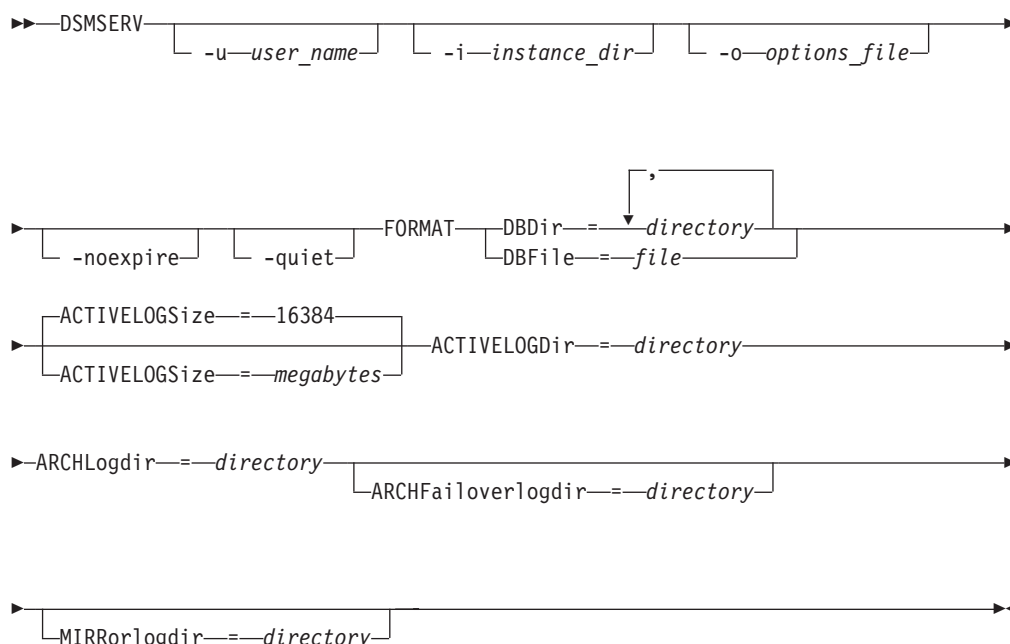 DSMSERV
-u user_name -i instance_dir -o options_file
,
FORMAT DBDir = directory
-noexpire -quiet DBFile = file
ACTIVELOGSize = 16384
ACTIVELOGDir = directory
ACTIVELOGSize = megabytes
ARCHLogdir = directory
ARCHFailoverlogdir = directory
MIRRorlogdir = directory